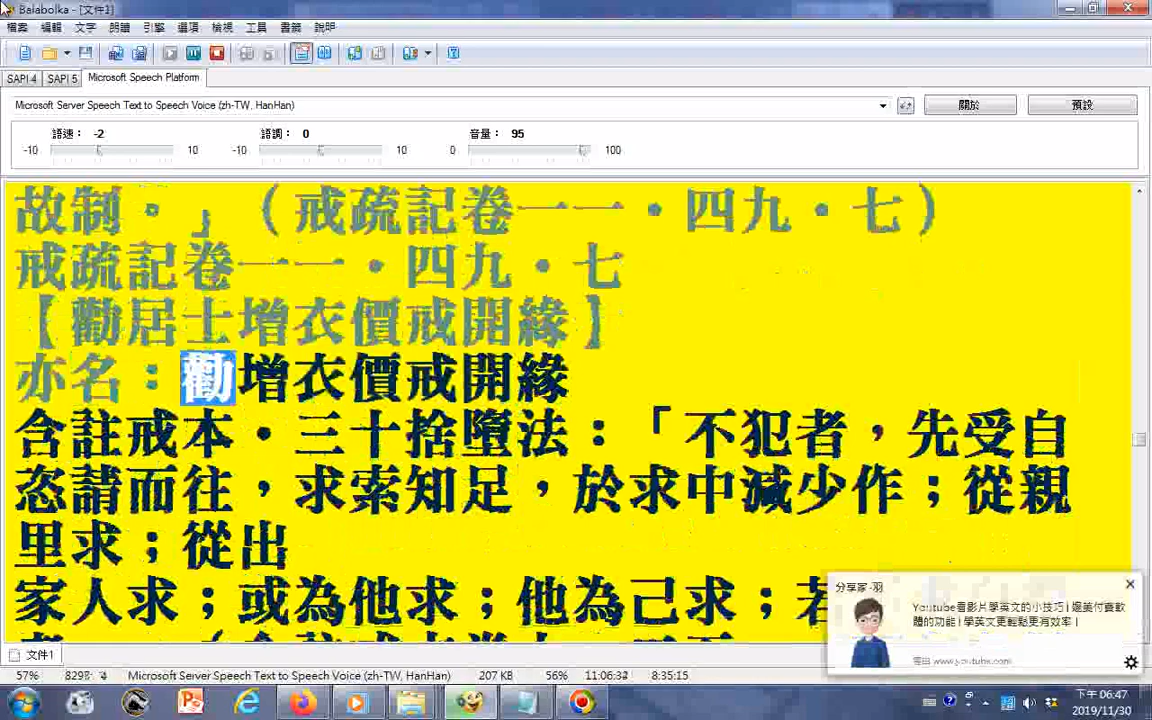 Balabolka - [文件1]
檔案 編輯 文字 朗讀 引擎 選項 檢視 工具 書籤 說明
SAPI 4 SAPI 5 Microsoft Speech Platform
Microsoft Server Speech Text to Speech Voice (zh-TW, HanHan) 關於 預設
語速： -2 語調： 0 音量： 95
-10 10 -10 10 0 100
故制。」（戒疏記卷一一・四九・七）
戒疏記卷一一・四九・七
【勸居士增衣價戒開緣】
亦名：勸增衣價戒開緣
含註戒本・三十捨墮法：「不犯者，先受自
恣請而往，求索知足，於求中減少作；從親
里求；從出
家人求；或為他求；他為己求；若
分享家-羽
Youtube看影片學英文的小技巧!媲美付費軟
體的功能!學英文更輕鬆更有效率!
經由 www.youtube.com
文件1
57% Microsoft Server Speech Text to Speech Voice (zh-TW, HanHan) 207 KB 56% 8:35:15
下午 06:47
2019/11/30